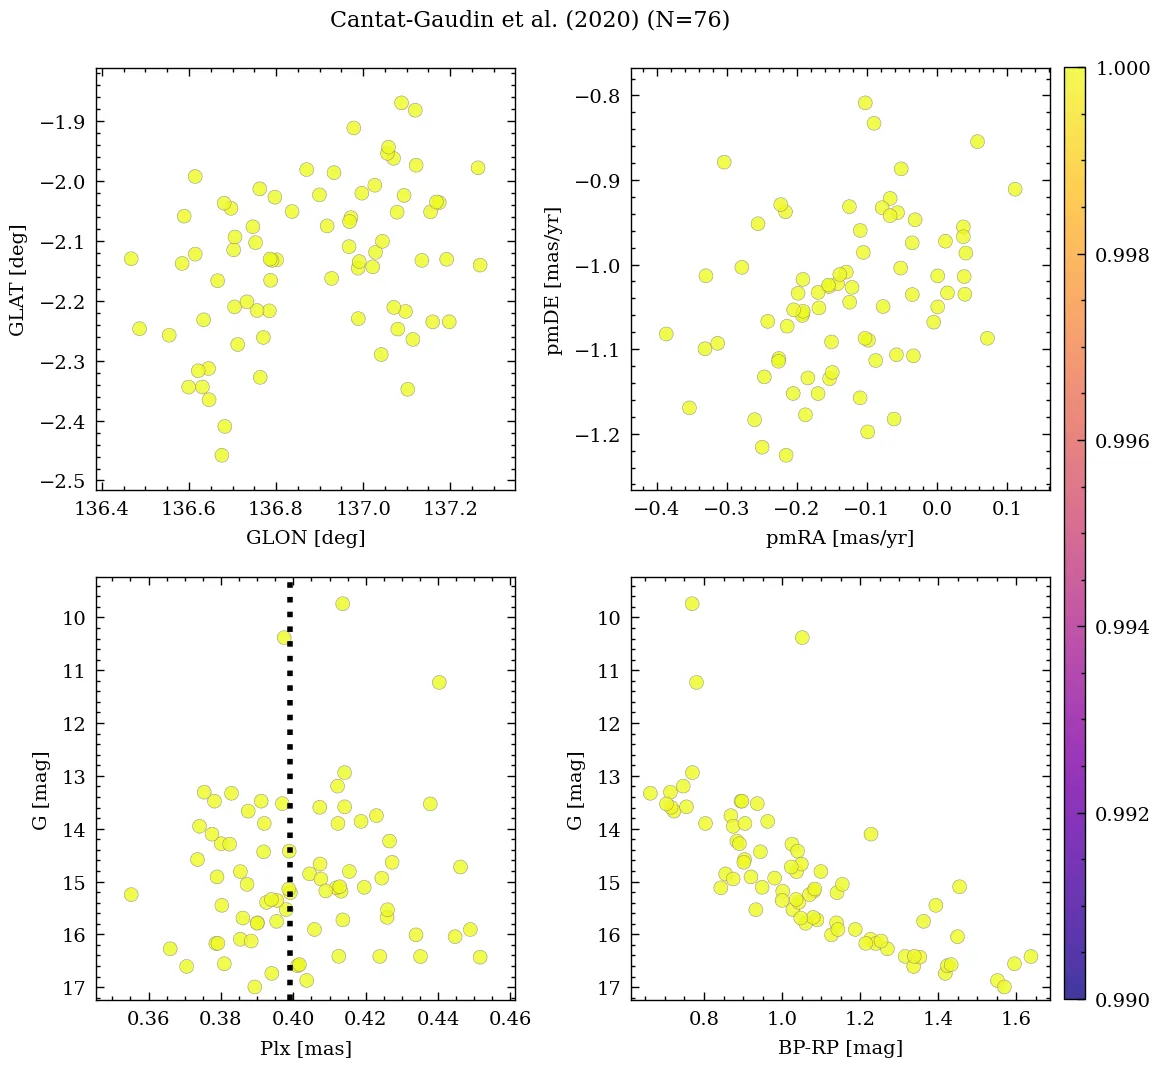 Cantat-Gaudin et al. (2020) (N=76)
−1.9
−2.0
−2.1
−2.2
−2.3
−2.4
−2.5
GLAT [deg]
136.4 136.6 136.8 137.0 137.2
GLON [deg]
−0.8
−0.9
−1.0
−1.1
−1.2
pmDE [mas/yr]
−0.4 −0.3 −0.2 −0.1 0.0 0.1
pmRA [mas/yr]
10
11
12
13
14
15
16
17
G [mag]
0.36 0.38 0.40 0.42 0.44 0.46
Plx [mas]
10
11
12
13
14
15
16
17
G [mag]
0.8 1.0 1.2 1.4 1.6
BP-RP [mag]
1.000
0.998
0.996
0.994
0.992
0.990